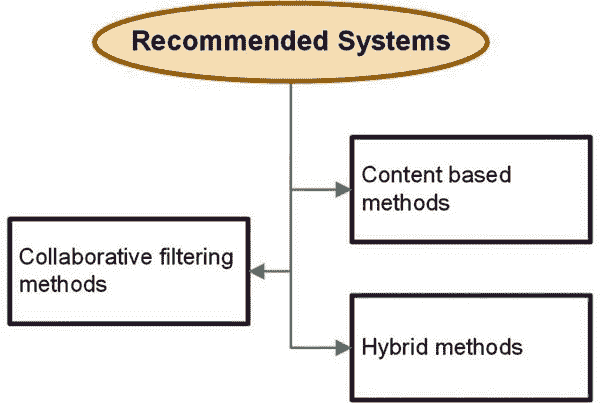 Recommended Systems
Content based
methods
Collaborative filtering
methods
Hybrid methods